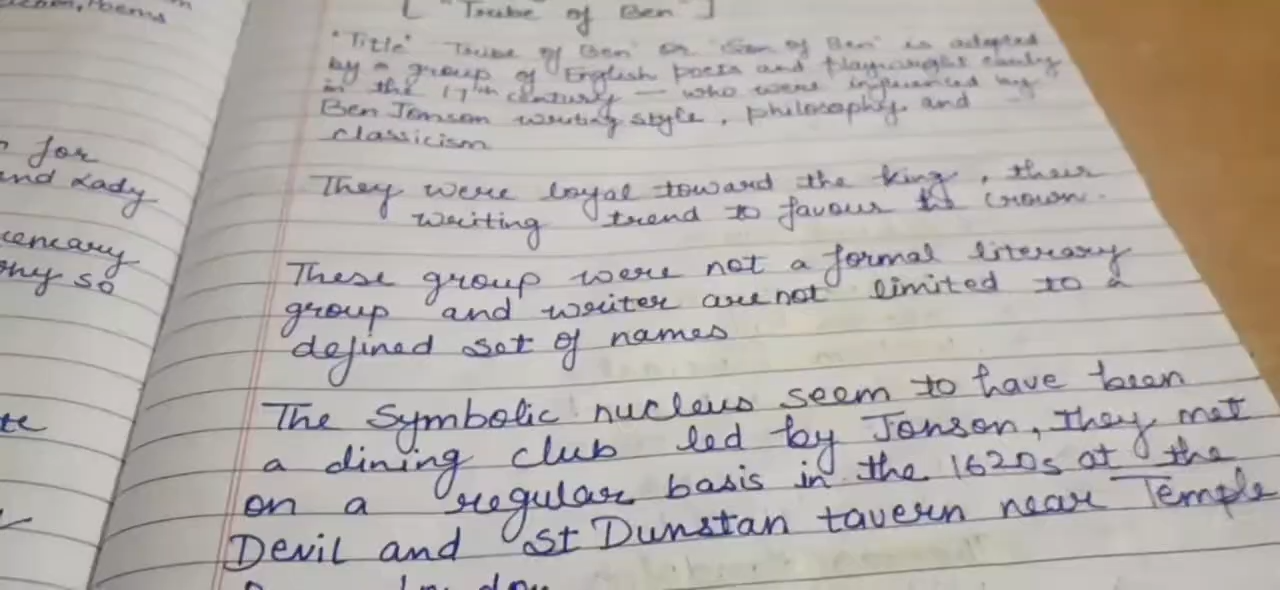 chen, Poems
n for
and Lady
cenary
ony so
te
[ "Tribe of Ben" ]
"Title" Tribe of Ben or 'Son of Ben' is adopted
by a group of English poets and playwright early
in the 17th century – who were influenced by
Ben Jonson writing style, philosophy and
classicism
They were loyal toward the king, their
writing trend to favour crown.
These group were not a formal literary
group and writer are not limited to a
defined set of names
The symbolic nucleus seem to have been
a dining club led by Jonson, they met
on a regular basis in the 1620s at the
Devil and St Dunstan tavern near Temple